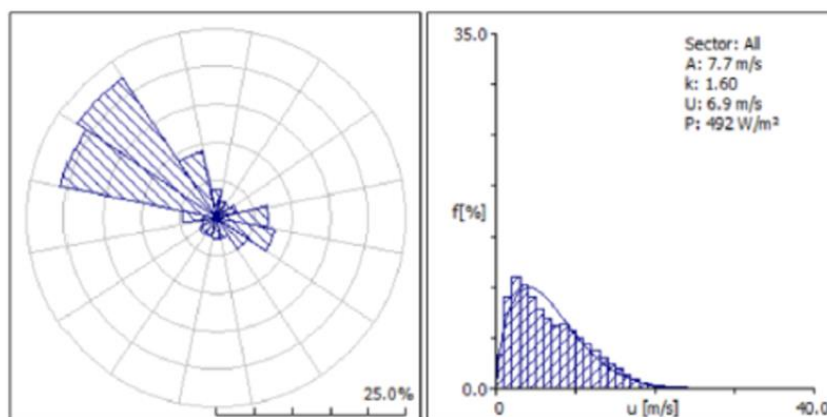 25.0%
35.0
Sector: All
A: 7.7 m/s
k: 1.60
U: 6.9 m/s
P: 492 W/m²
f[%]
0.0
0
u [m/s]
40.0